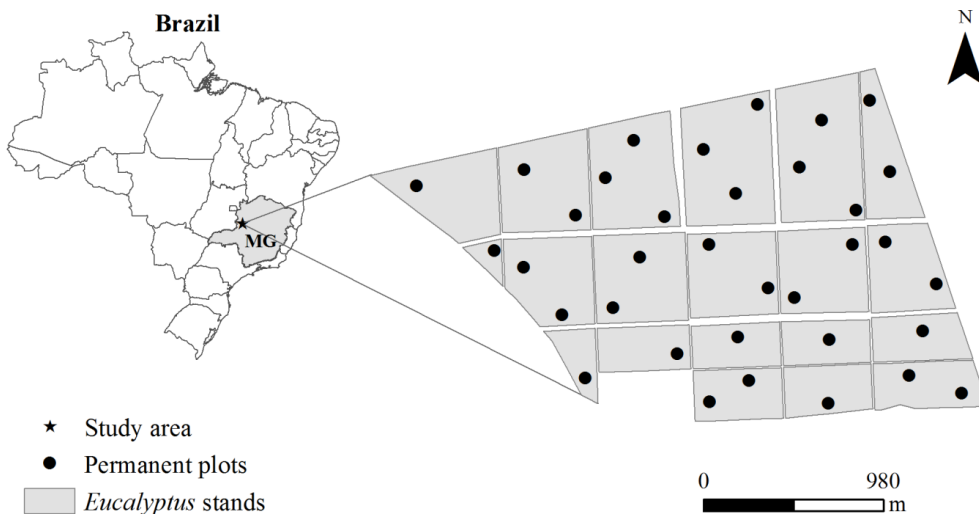 Brazil
N
MG
Study area
Permanent plots
Eucalyptus stands
0 980
m